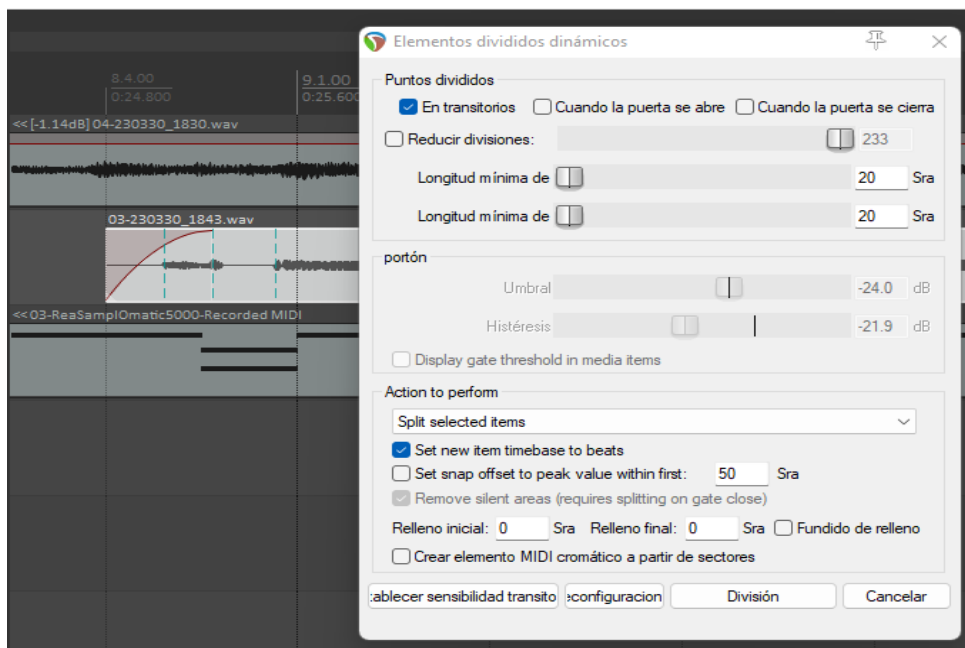 Elementos divididos dinámicos
8.4.00
0:24.800
9.1.00
0:25.600
<<[-1.14dB] 04-230330_1830.wav
03-230330_1843.wav
<<03-ReaSamplOmatic5000-Recorded MIDI
Puntos divididos
En transitorios Cuando la puerta se abre Cuando la puerta se cierra
Reducir divisiones: 233
Longitud mínima de 20 Sra
Longitud mínima de 20 Sra
portón
Umbral -24.0 dB
Histéresis -21.9 dB
Display gate threshold in media items
Action to perform
Split selected items
Set new item timebase to beats
Set snap offset to peak value within first: 50 Sra
Remove silent areas (requires splitting on gate close)
Relleno inicial: 0 Sra Relleno final: 0 Sra Fundido de relleno
Crear elemento MIDI cromático a partir de sectores
:ablecer sensibilidad transito econfiguracion División Cancelar